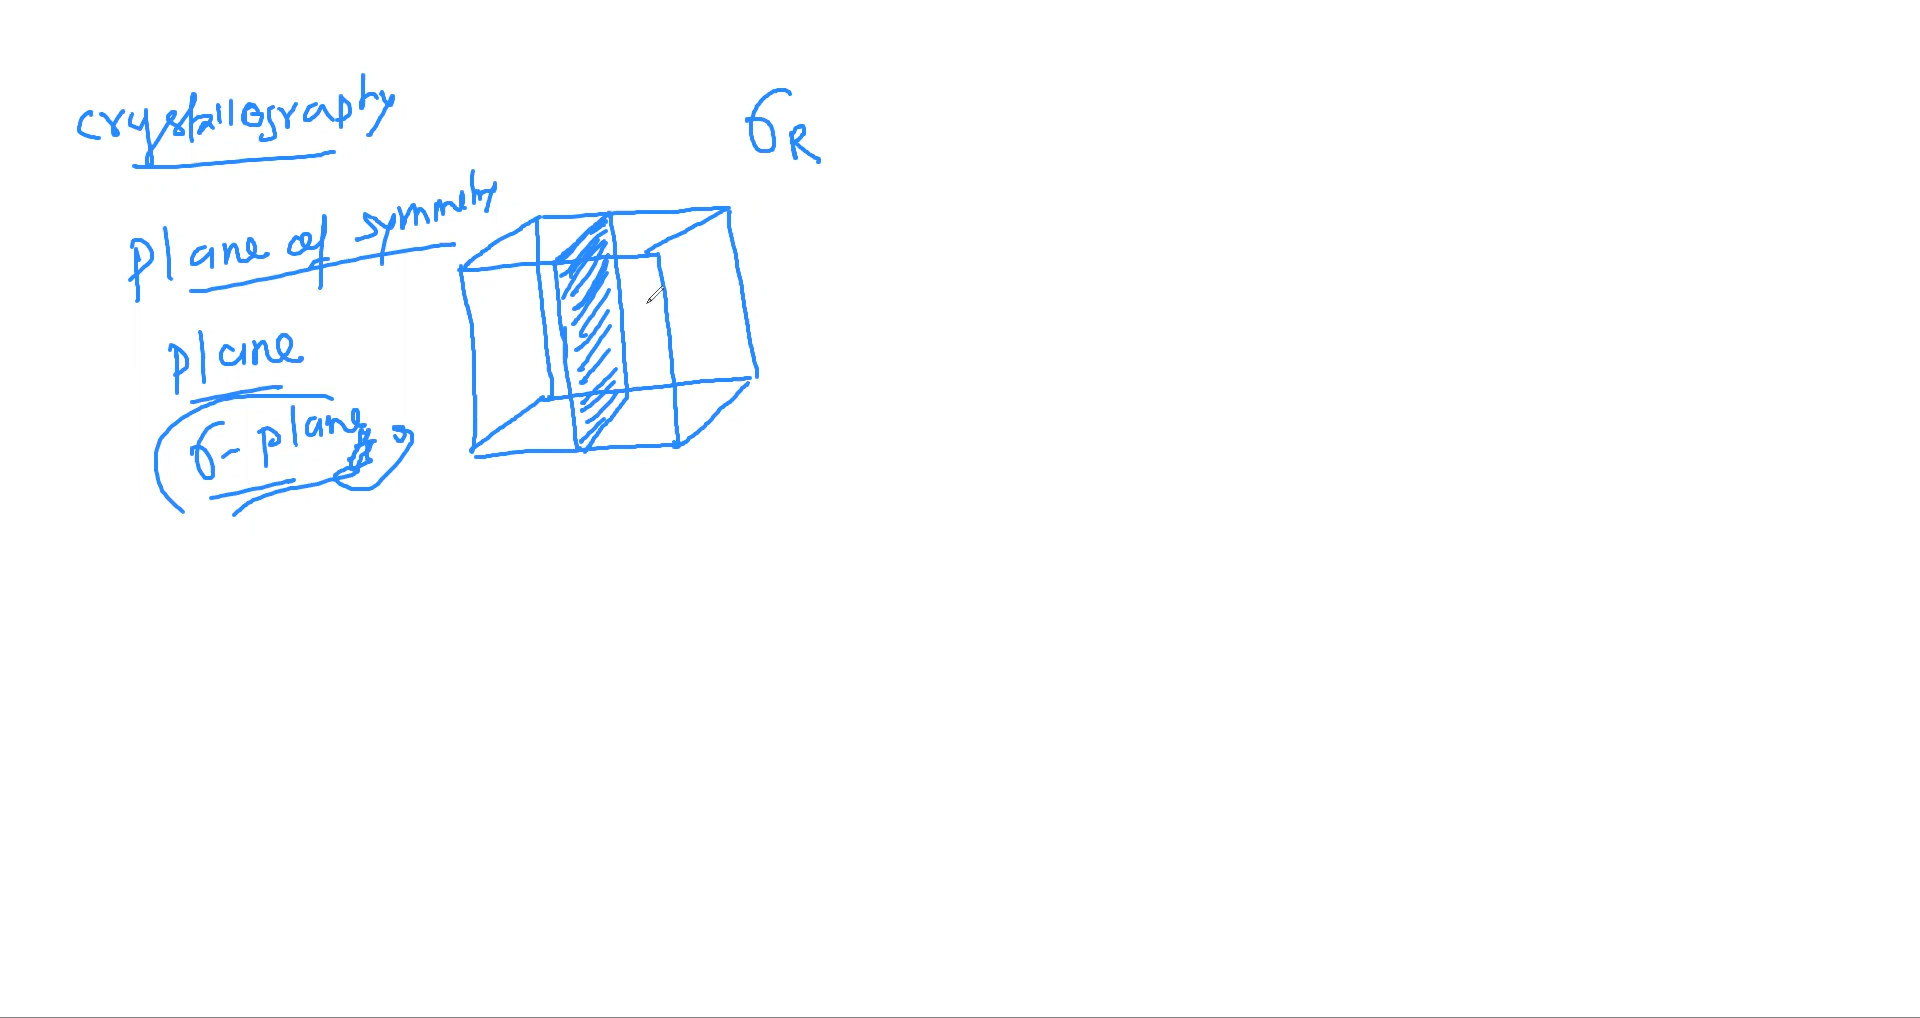 crystallography
σR
plane of symmetry
plane
σ- plane